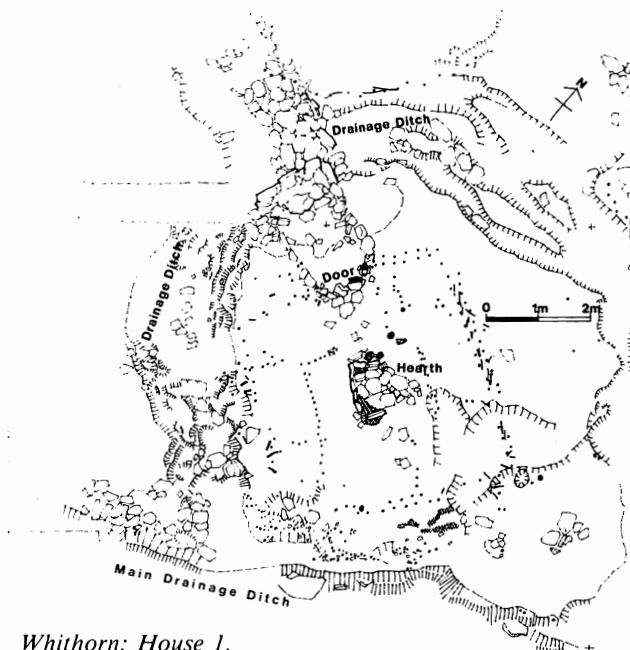 N
Drainage Ditch
Drainage Ditch
Door
0 1m 2m
Hearth
Main Drainage Ditch
Whithorn: House 1.